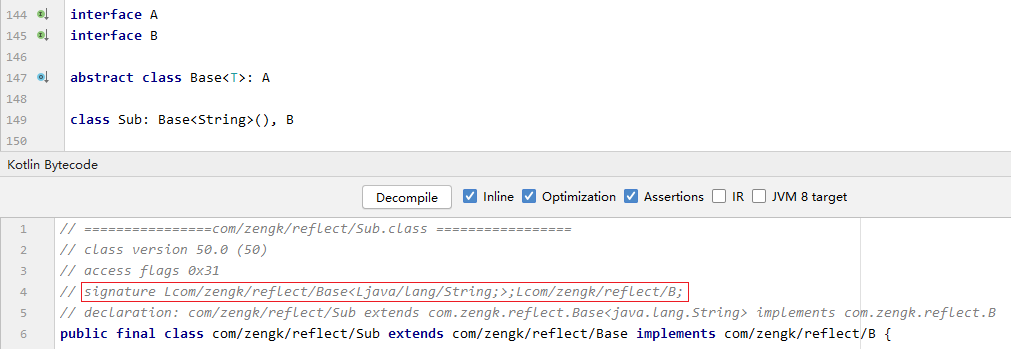 144 interface A
145 interface B
146
147 abstract class Base<T>: A
148
149 class Sub: Base<String>(), B
150
Kotlin Bytecode
Decompile Inline Optimization Assertions IR JVM 8 target
1 // ================com/zengk/reflect/Sub.class =================
2 // class version 50.0 (50)
3 // access flags 0x31
4 // signature Lcom/zengk/reflect/Base<Ljava/lang/String;>;Lcom/zengk/reflect/B;
5 // declaration: com/zengk/reflect/Sub extends com.zengk.reflect.Base<java.lang.String> implements com.zengk.reflect.B
6 public final class com/zengk/reflect/Sub extends com/zengk/reflect/Base implements com/zengk/reflect/B {